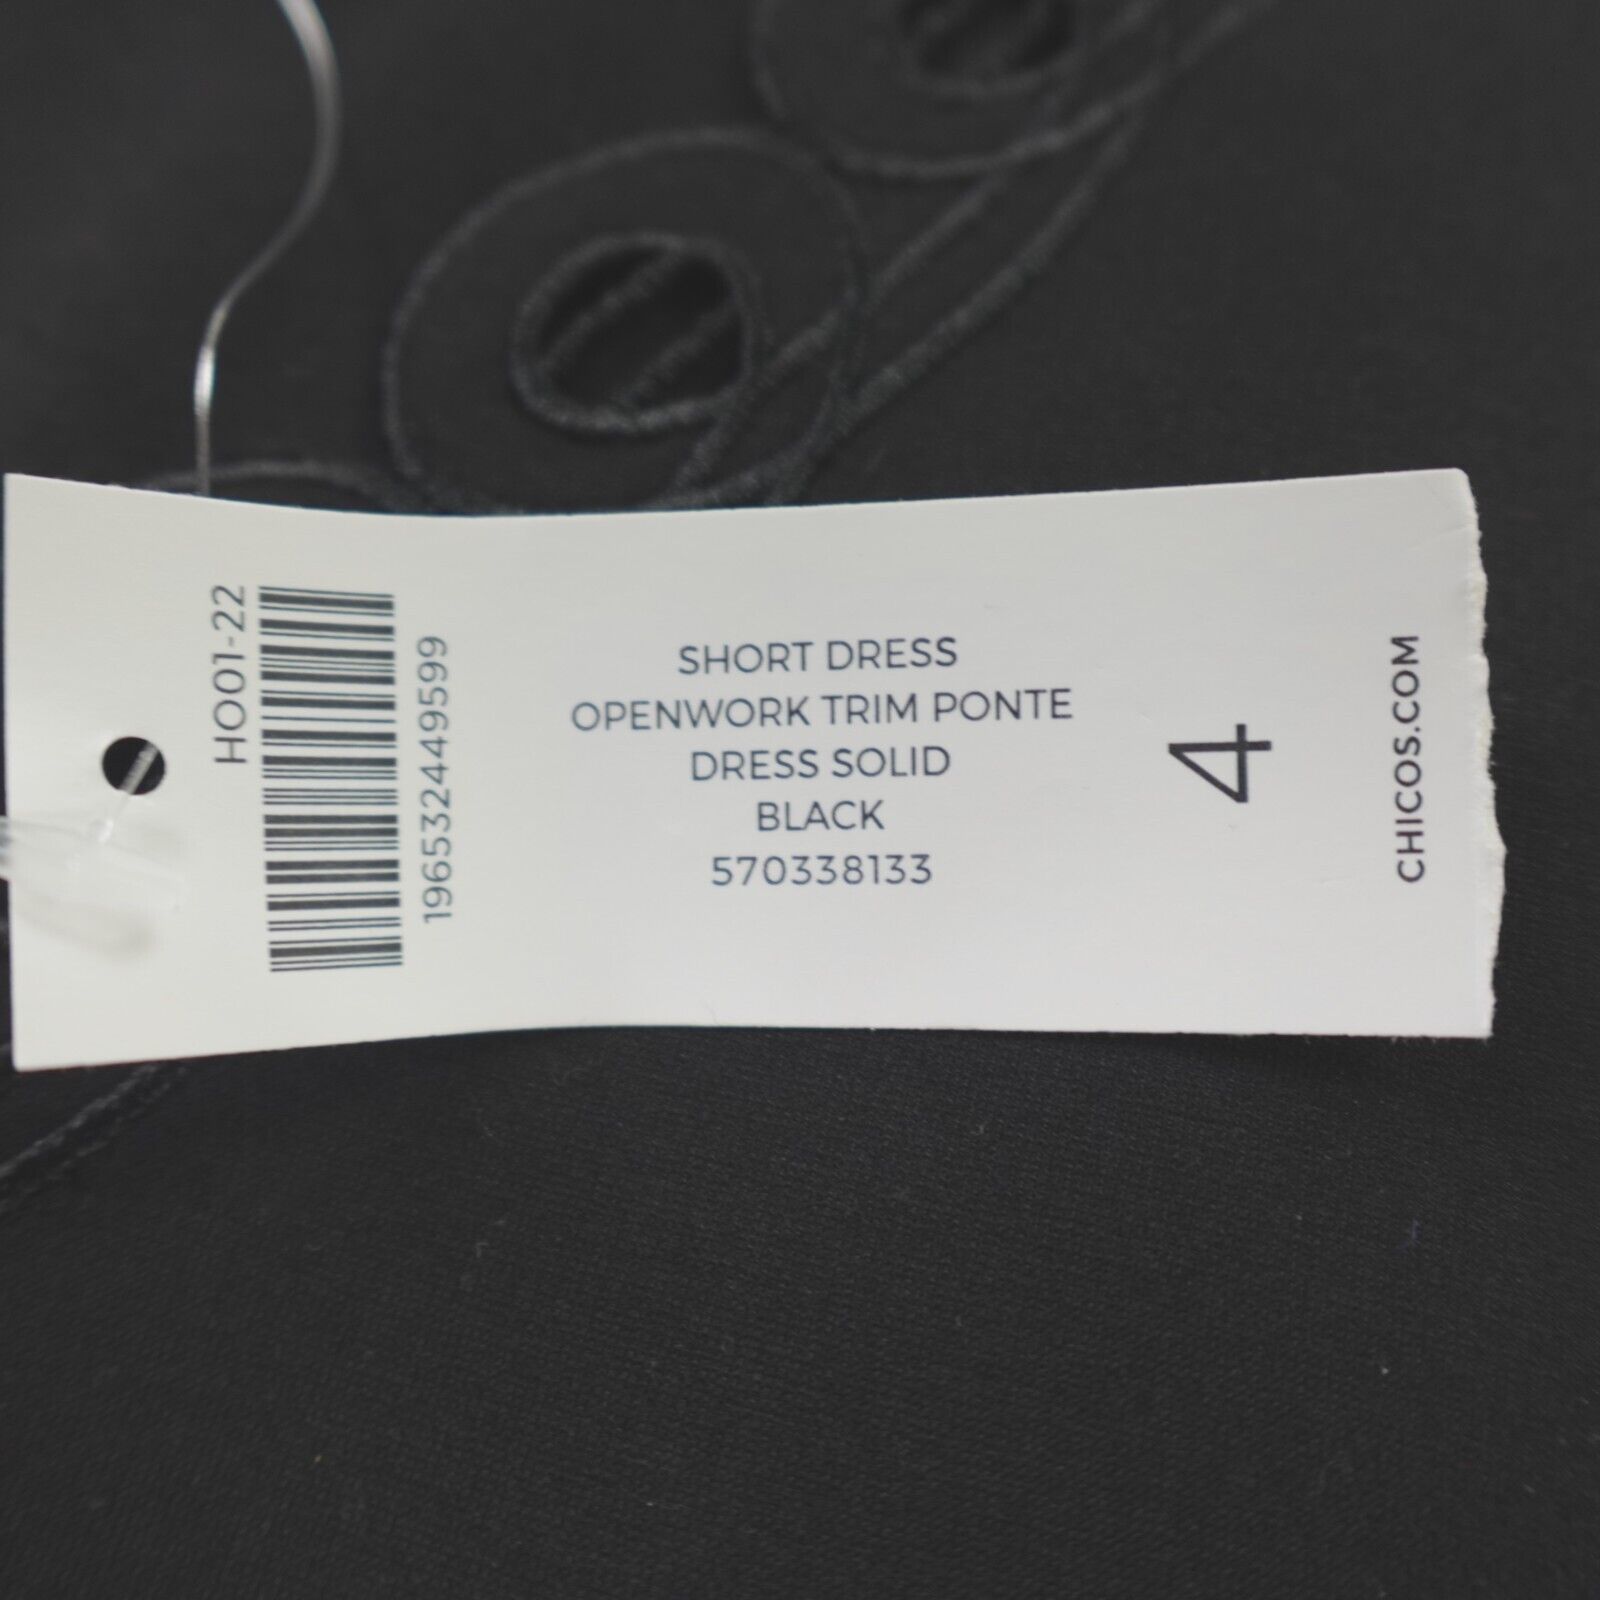 HO01-22
196532449599
SHORT DRESS
OPENWORK TRIM PONTE
DRESS SOLID
BLACK
570338133
4
CHICOS.COM